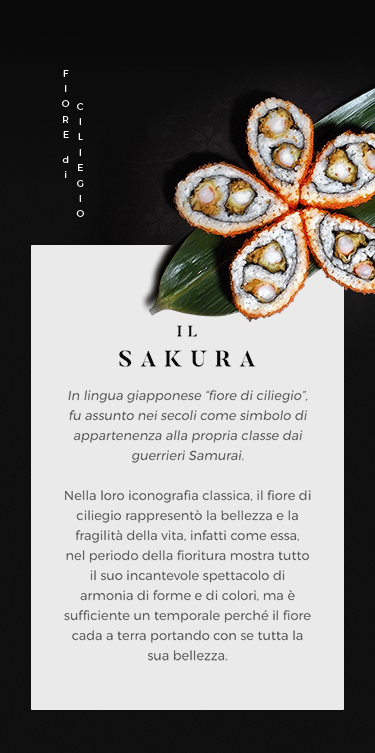 FIORE di
CILIEGIO
IL
SAKURA
In lingua giapponese “fiore di ciliegio”,
fu assunto nei secoli come simbolo di
appartenenza alla propria classe dai
guerrieri Samurai.
Nella loro iconografia classica, il fiore di
ciliegio rappresentò la bellezza e la
fragilità della vita, infatti come essa,
nel periodo della fioritura mostra tutto
il suo incantevole spettacolo di
armonia di forme e di colori, ma è
sufficiente un temporale perché il fiore
cada a terra portando con se tutta la
sua bellezza.